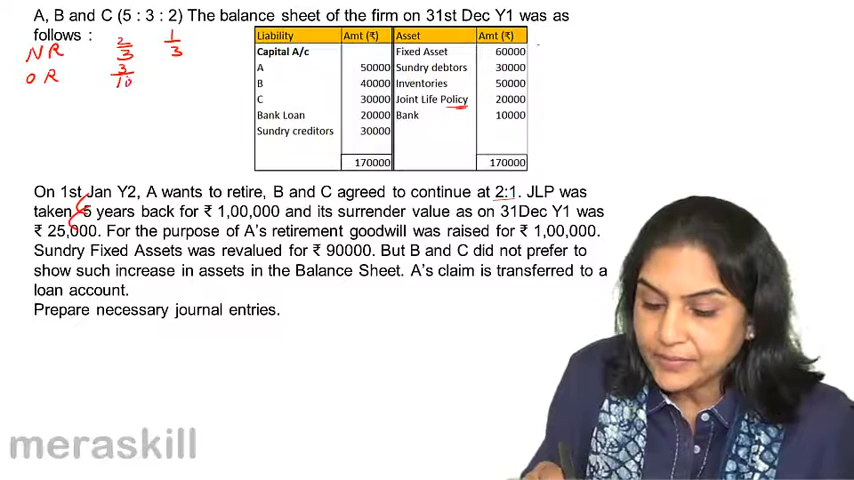 A, B and C (5 : 3 : 2) The balance sheet of the firm on 31st Dec Y1 was as
follows :
NR 2/3 1/3
OR 3/10
Liability Amt (₹) Asset Amt (₹)
Capital A/c Fixed Asset 60000
A 50000 Sundry debtors 30000
B 40000 Inventories 50000
C 30000 Joint Life Policy 20000
Bank Loan 20000 Bank 10000
Sundry creditors 30000
170000 170000
On 1st Jan Y2, A wants to retire, B and C agreed to continue at 2:1. JLP was
taken 5 years back for ₹ 1,00,000 and its surrender value as on 31Dec Y1 was
₹ 25,000. For the purpose of A's retirement goodwill was raised for ₹ 1,00,000.
Sundry Fixed Assets was revalued for ₹ 90000. But B and C did not prefer to
show such increase in assets in the Balance Sheet. A's claim is transferred to a
loan account.
Prepare necessary journal entries.
meraskill